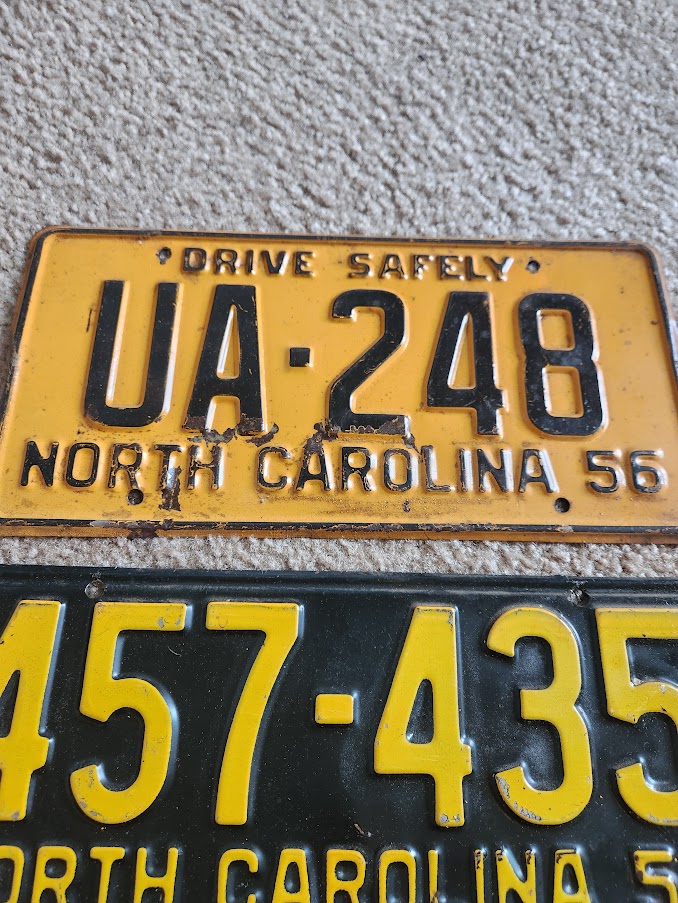 DRIVE SAFELY
UA·248
NORTH CAROLINA 56
457-435
ORTH CAROLINA 5